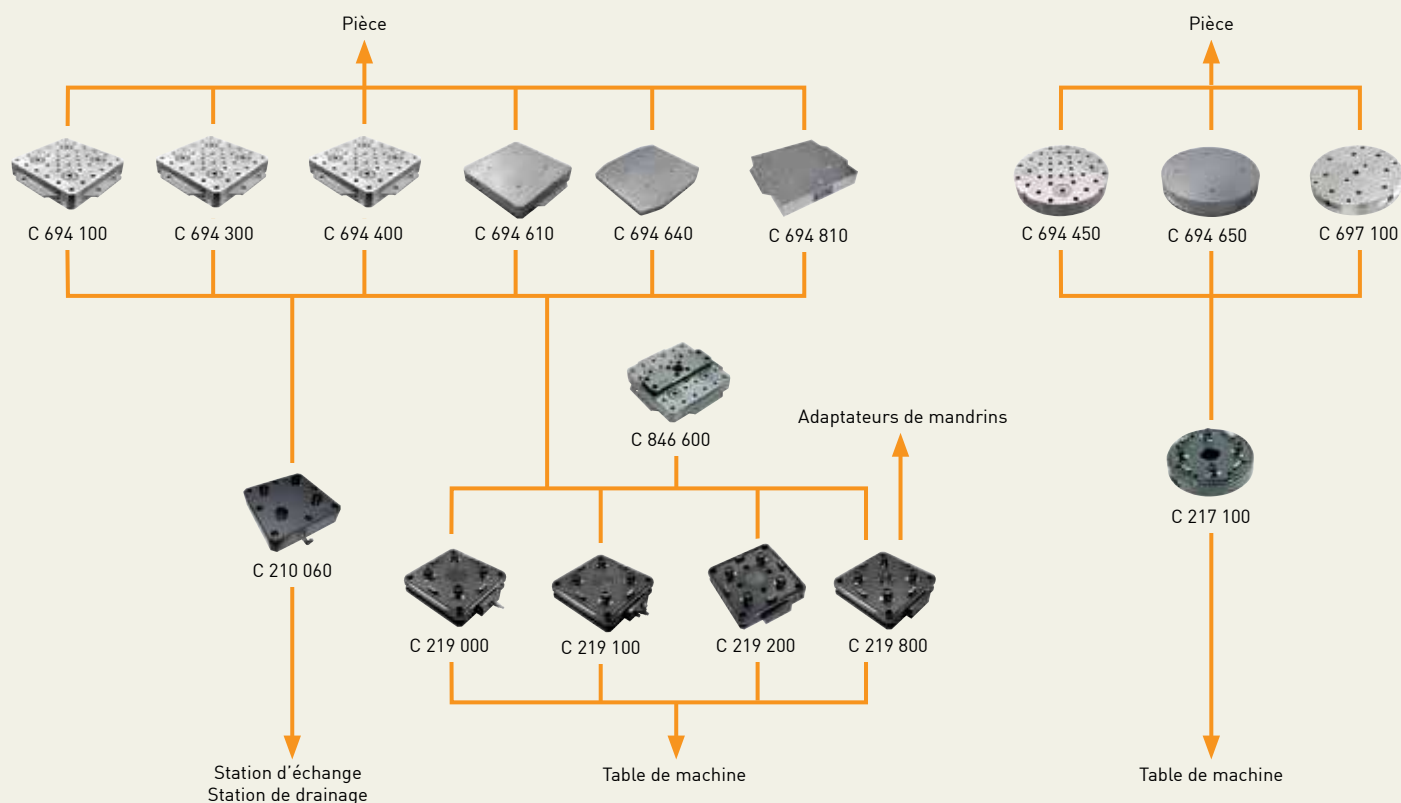 Pièce
Pièce
C 694 100
C 694 300
C 694 400
C 694 610
C 694 640
C 694 810
C 694 450
C 694 650
C 697 100
C 846 600
Adaptateurs de mandrins
C 210 060
C 217 100
C 219 000
C 219 100
C 219 200
C 219 800
Station d'échange
Station de drainage
Table de machine
Table de machine